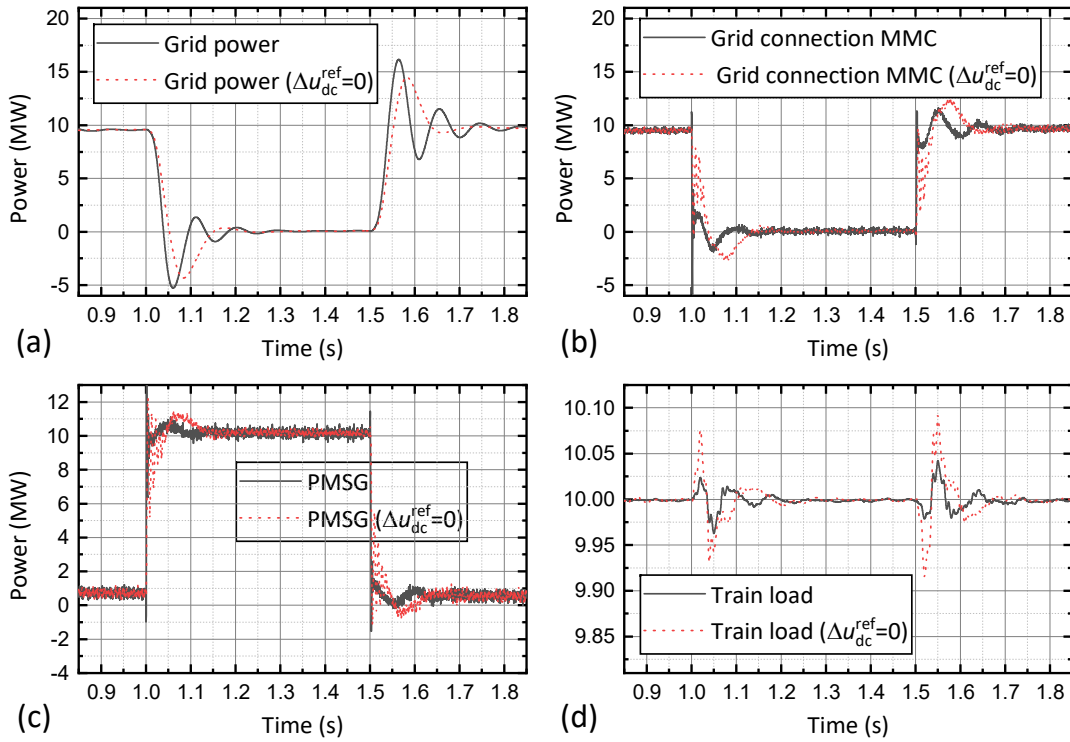 Power (MW)
20
15
10
5
0
-5
Grid power
Grid power (Δu_dc^ref=0)
0.9 1.0 1.1 1.2 1.3 1.4 1.5 1.6 1.7 1.8
Time (s)
(a)
Power (MW)
20
15
10
5
0
-5
Grid connection MMC
Grid connection MMC (Δu_dc^ref=0)
0.9 1.0 1.1 1.2 1.3 1.4 1.5 1.6 1.7 1.8
Time (s)
(b)
Power (MW)
12
10
8
6
4
2
0
-2
-4
PMSG
PMSG (Δu_dc^ref=0)
0.9 1.0 1.1 1.2 1.3 1.4 1.5 1.6 1.7 1.8
Time (s)
(c)
Power (MW)
10.10
10.05
10.00
9.95
9.90
9.85
Train load
Train load (Δu_dc^ref=0)
0.9 1.0 1.1 1.2 1.3 1.4 1.5 1.6 1.7 1.8
Time (s)
(d)